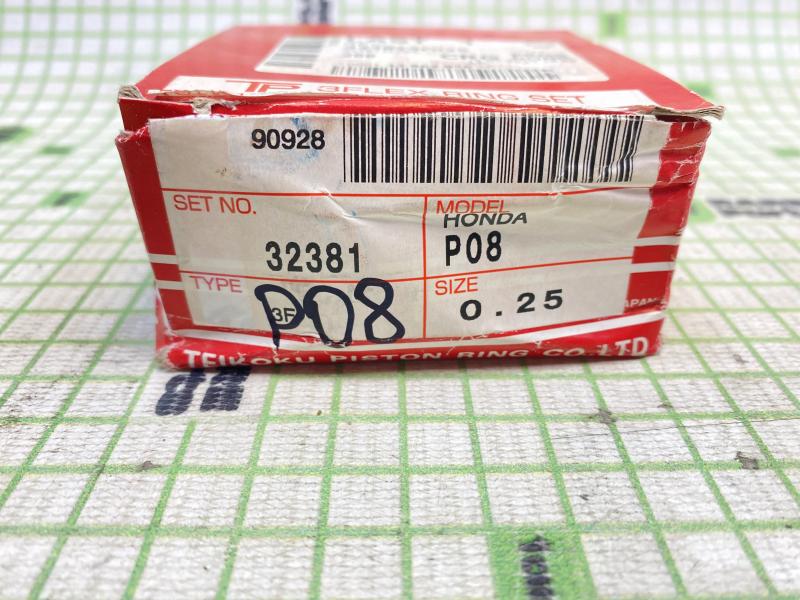 TP 3FLEX RING SET
90928
SET NO.
MODEL
HONDA
32381
P08
TYPE
SIZE
3F
P08
0.25
JAPAN
TEIKOKU PISTON RING CO., LTD